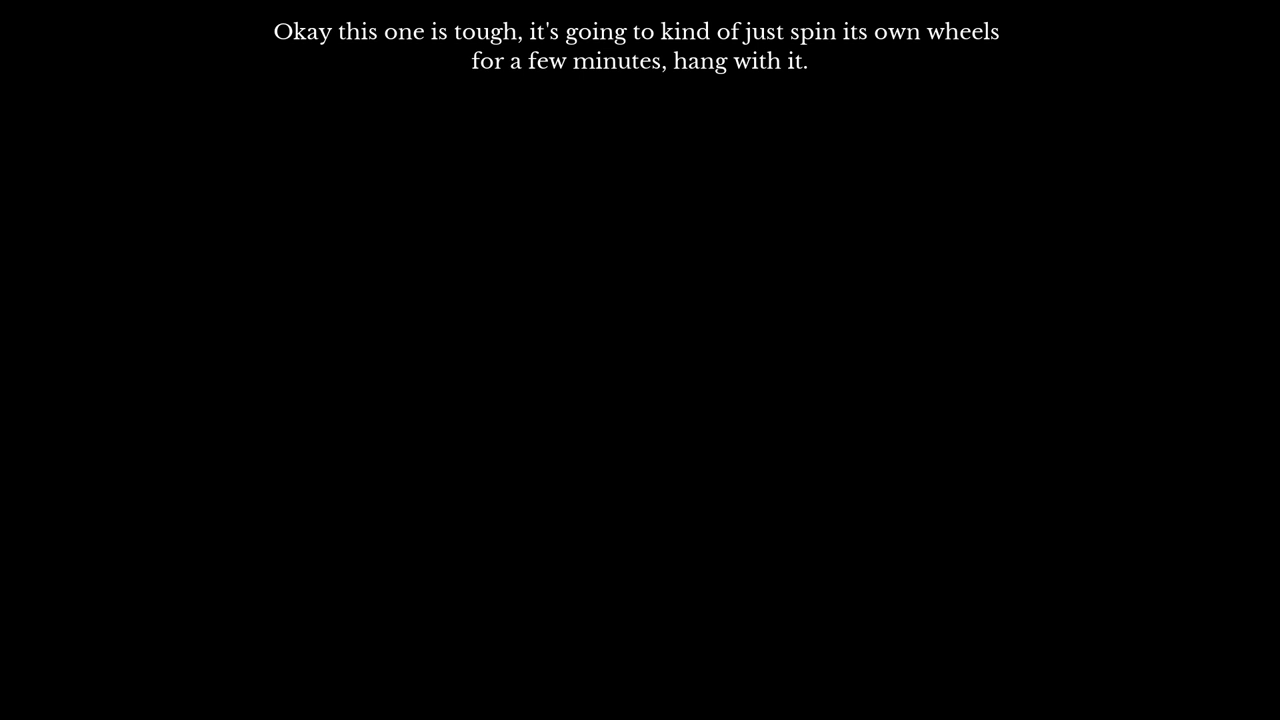 Okay this one is tough, it's going to kind of just spin its own wheels
for a few minutes, hang with it.